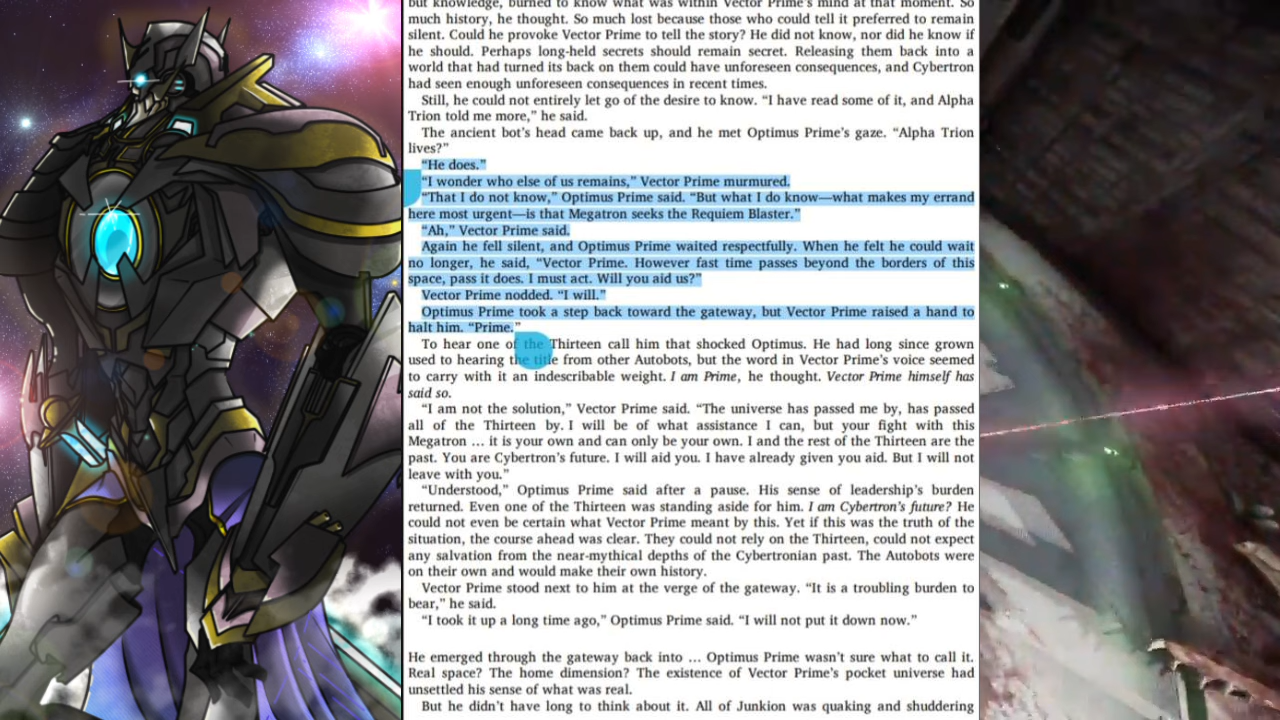 but knowledge, burned to know what was within Vector Prime's mind at that moment. So
much history, he thought. So much lost because those who could tell it preferred to remain
silent. Could he provoke Vector Prime to tell the story? He did not know, nor did he know if
he should. Perhaps long-held secrets should remain secret. Releasing them back into a
world that had turned its back on them could have unforeseen consequences, and Cybertron
had seen enough unforeseen consequences in recent times.
Still, he could not entirely let go of the desire to know. “I have read some of it, and Alpha
Trion told me more,” he said.
The ancient bot's head came back up, and he met Optimus Prime's gaze. “Alpha Trion
lives?”
“He does.”
“I wonder who else of us remains,” Vector Prime murmured.
“That I do not know,” Optimus Prime said. “But what I do know—what makes my errand
here most urgent—is that Megatron seeks the Requiem Blaster.”
“Ah,” Vector Prime said.
Again he fell silent, and Optimus Prime waited respectfully. When he felt he could wait
no longer, he said, “Vector Prime. However fast time passes beyond the borders of this
space, pass it does. I must act. Will you aid us?”
Vector Prime nodded. “I will.”
Optimus Prime took a step back toward the gateway, but Vector Prime raised a hand to
halt him. “Prime.”
To hear one of the Thirteen call him that shocked Optimus. He had long since grown
used to hearing the title from other Autobots, but the word in Vector Prime's voice seemed
to carry with it an indescribable weight. I am Prime, he thought. Vector Prime himself has
said so.
“I am not the solution,” Vector Prime said. “The universe has passed me by, has passed
all of the Thirteen by. I will be of what assistance I can, but your fight with this
Megatron ... it is your own and can only be your own. I and the rest of the Thirteen are the
past. You are Cybertron's future. I will aid you. I have already given you aid. But I will not
leave with you.”
“Understood,” Optimus Prime said after a pause. His sense of leadership's burden
returned. Even one of the Thirteen was standing aside for him. I am Cybertron's future? He
could not even be certain what Vector Prime meant by this. Yet if this was the truth of the
situation, the course ahead was clear. They could not rely on the Thirteen, could not expect
any salvation from the near-mythical depths of the Cybertronian past. The Autobots were
on their own and would make their own history.
Vector Prime stood next to him at the verge of the gateway. “It is a troubling burden to
bear,” he said.
“I took it up a long time ago,” Optimus Prime said. “I will not put it down now.”
He emerged through the gateway back into ... Optimus Prime wasn't sure what to call it.
Real space? The home dimension? The existence of Vector Prime's pocket universe had
unsettled his sense of what was real.
But he didn't have long to think about it. All of Junkion was quaking and shuddering